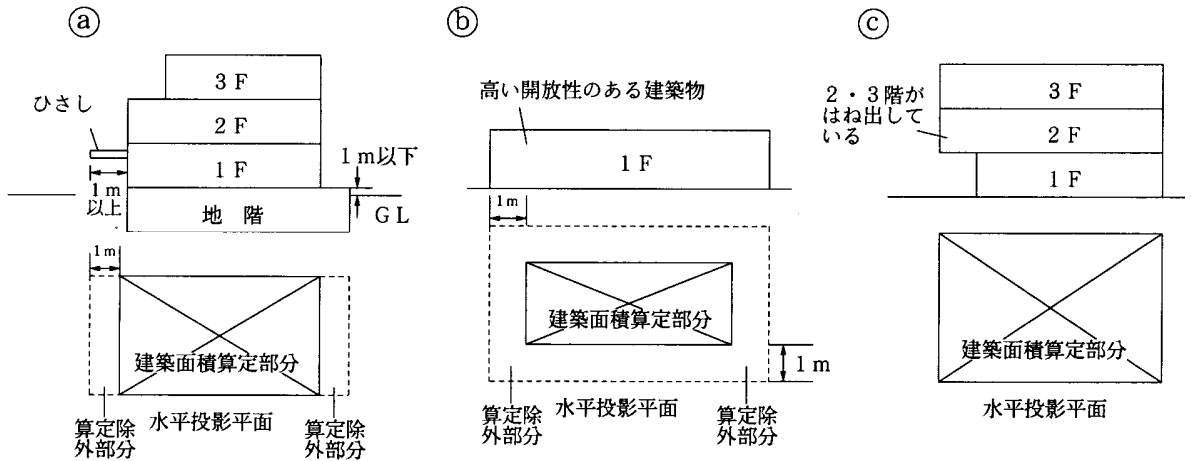 ⓐ
3F
ひさし
2F
1F
1m以下
1m
以上
地 階
GL
1m
建築面積算定部分
算定除
外部分
水平投影平面
算定除
外部分
ⓑ
高い開放性のある建築物
1F
1m
建築面積算定部分
1m
算定除
外部分
水平投影平面
算定除
外部分
ⓒ
2・3階が
はね出して
いる
3F
2F
1F
建築面積算定部分
水平投影平面